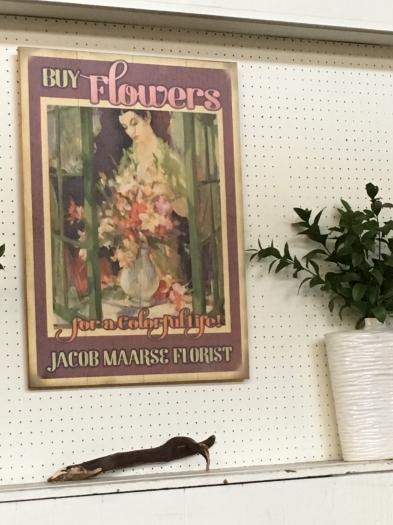 BUY Flowers
for a Colorful life!
JACOB MAARSE FLORIST